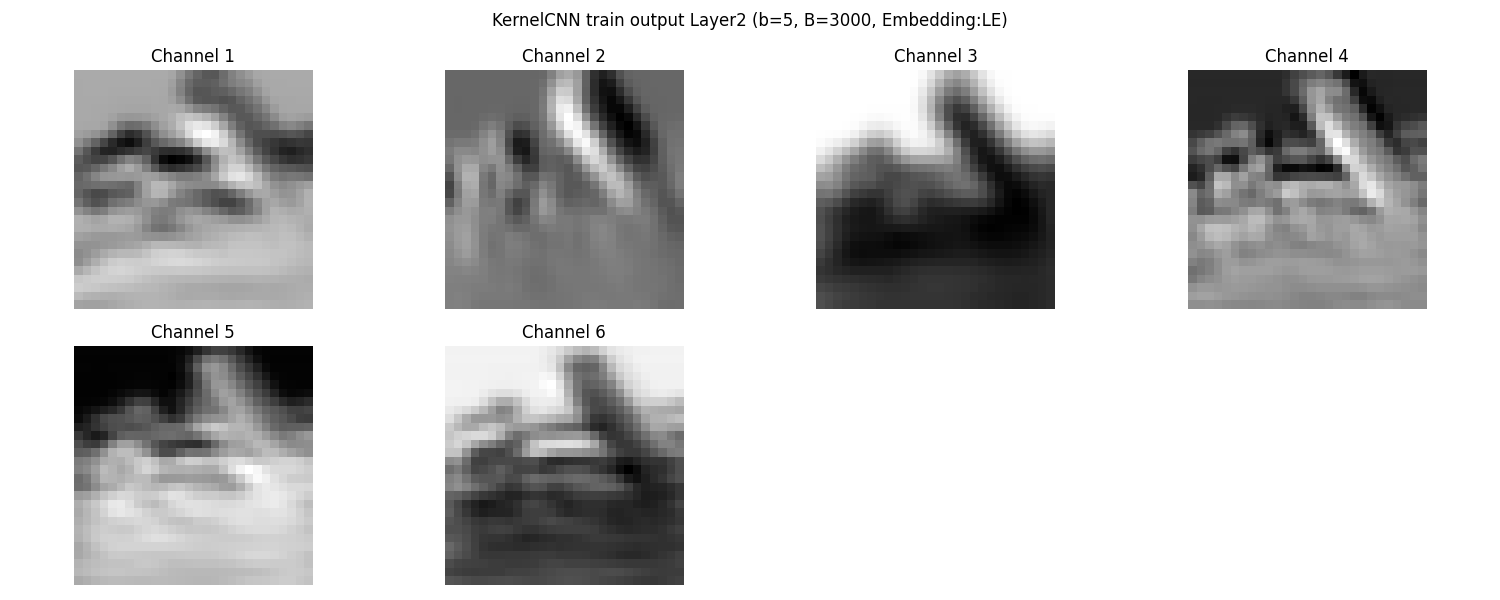 KernelCNN train output Layer2 (b=5, B=3000, Embedding:LE)
Channel 1
Channel 2
Channel 3
Channel 4
Channel 5
Channel 6